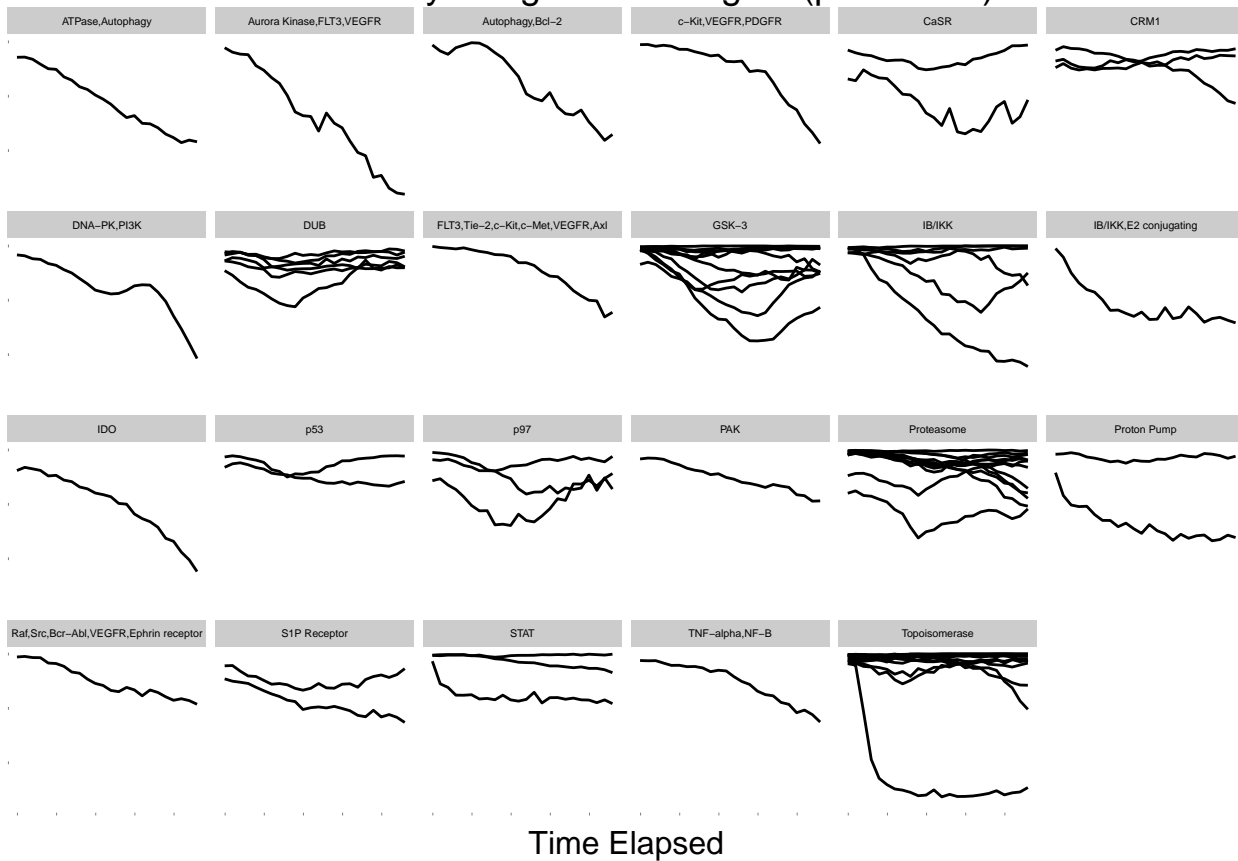 ATPase,Autophagy
Aurora Kinase,FLT3,VEGFR
Autophagy,Bcl−2
c−Kit,VEGFR,PDGFR
CaSR
CRM1
DNA−PK,PI3K
DUB
FLT3,Tie−2,c−Kit,c−Met,VEGFR,Axl
GSK−3
IB/IKK
IB/IKK,E2 conjugating
IDO
p53
p97
PAK
Proteasome
Proton Pump
Raf,Src,Bcr−Abl,VEGFR,Ephrin receptor
S1P Receptor
STAT
TNF−alpha,NF−B
Topoisomerase
Time Elapsed